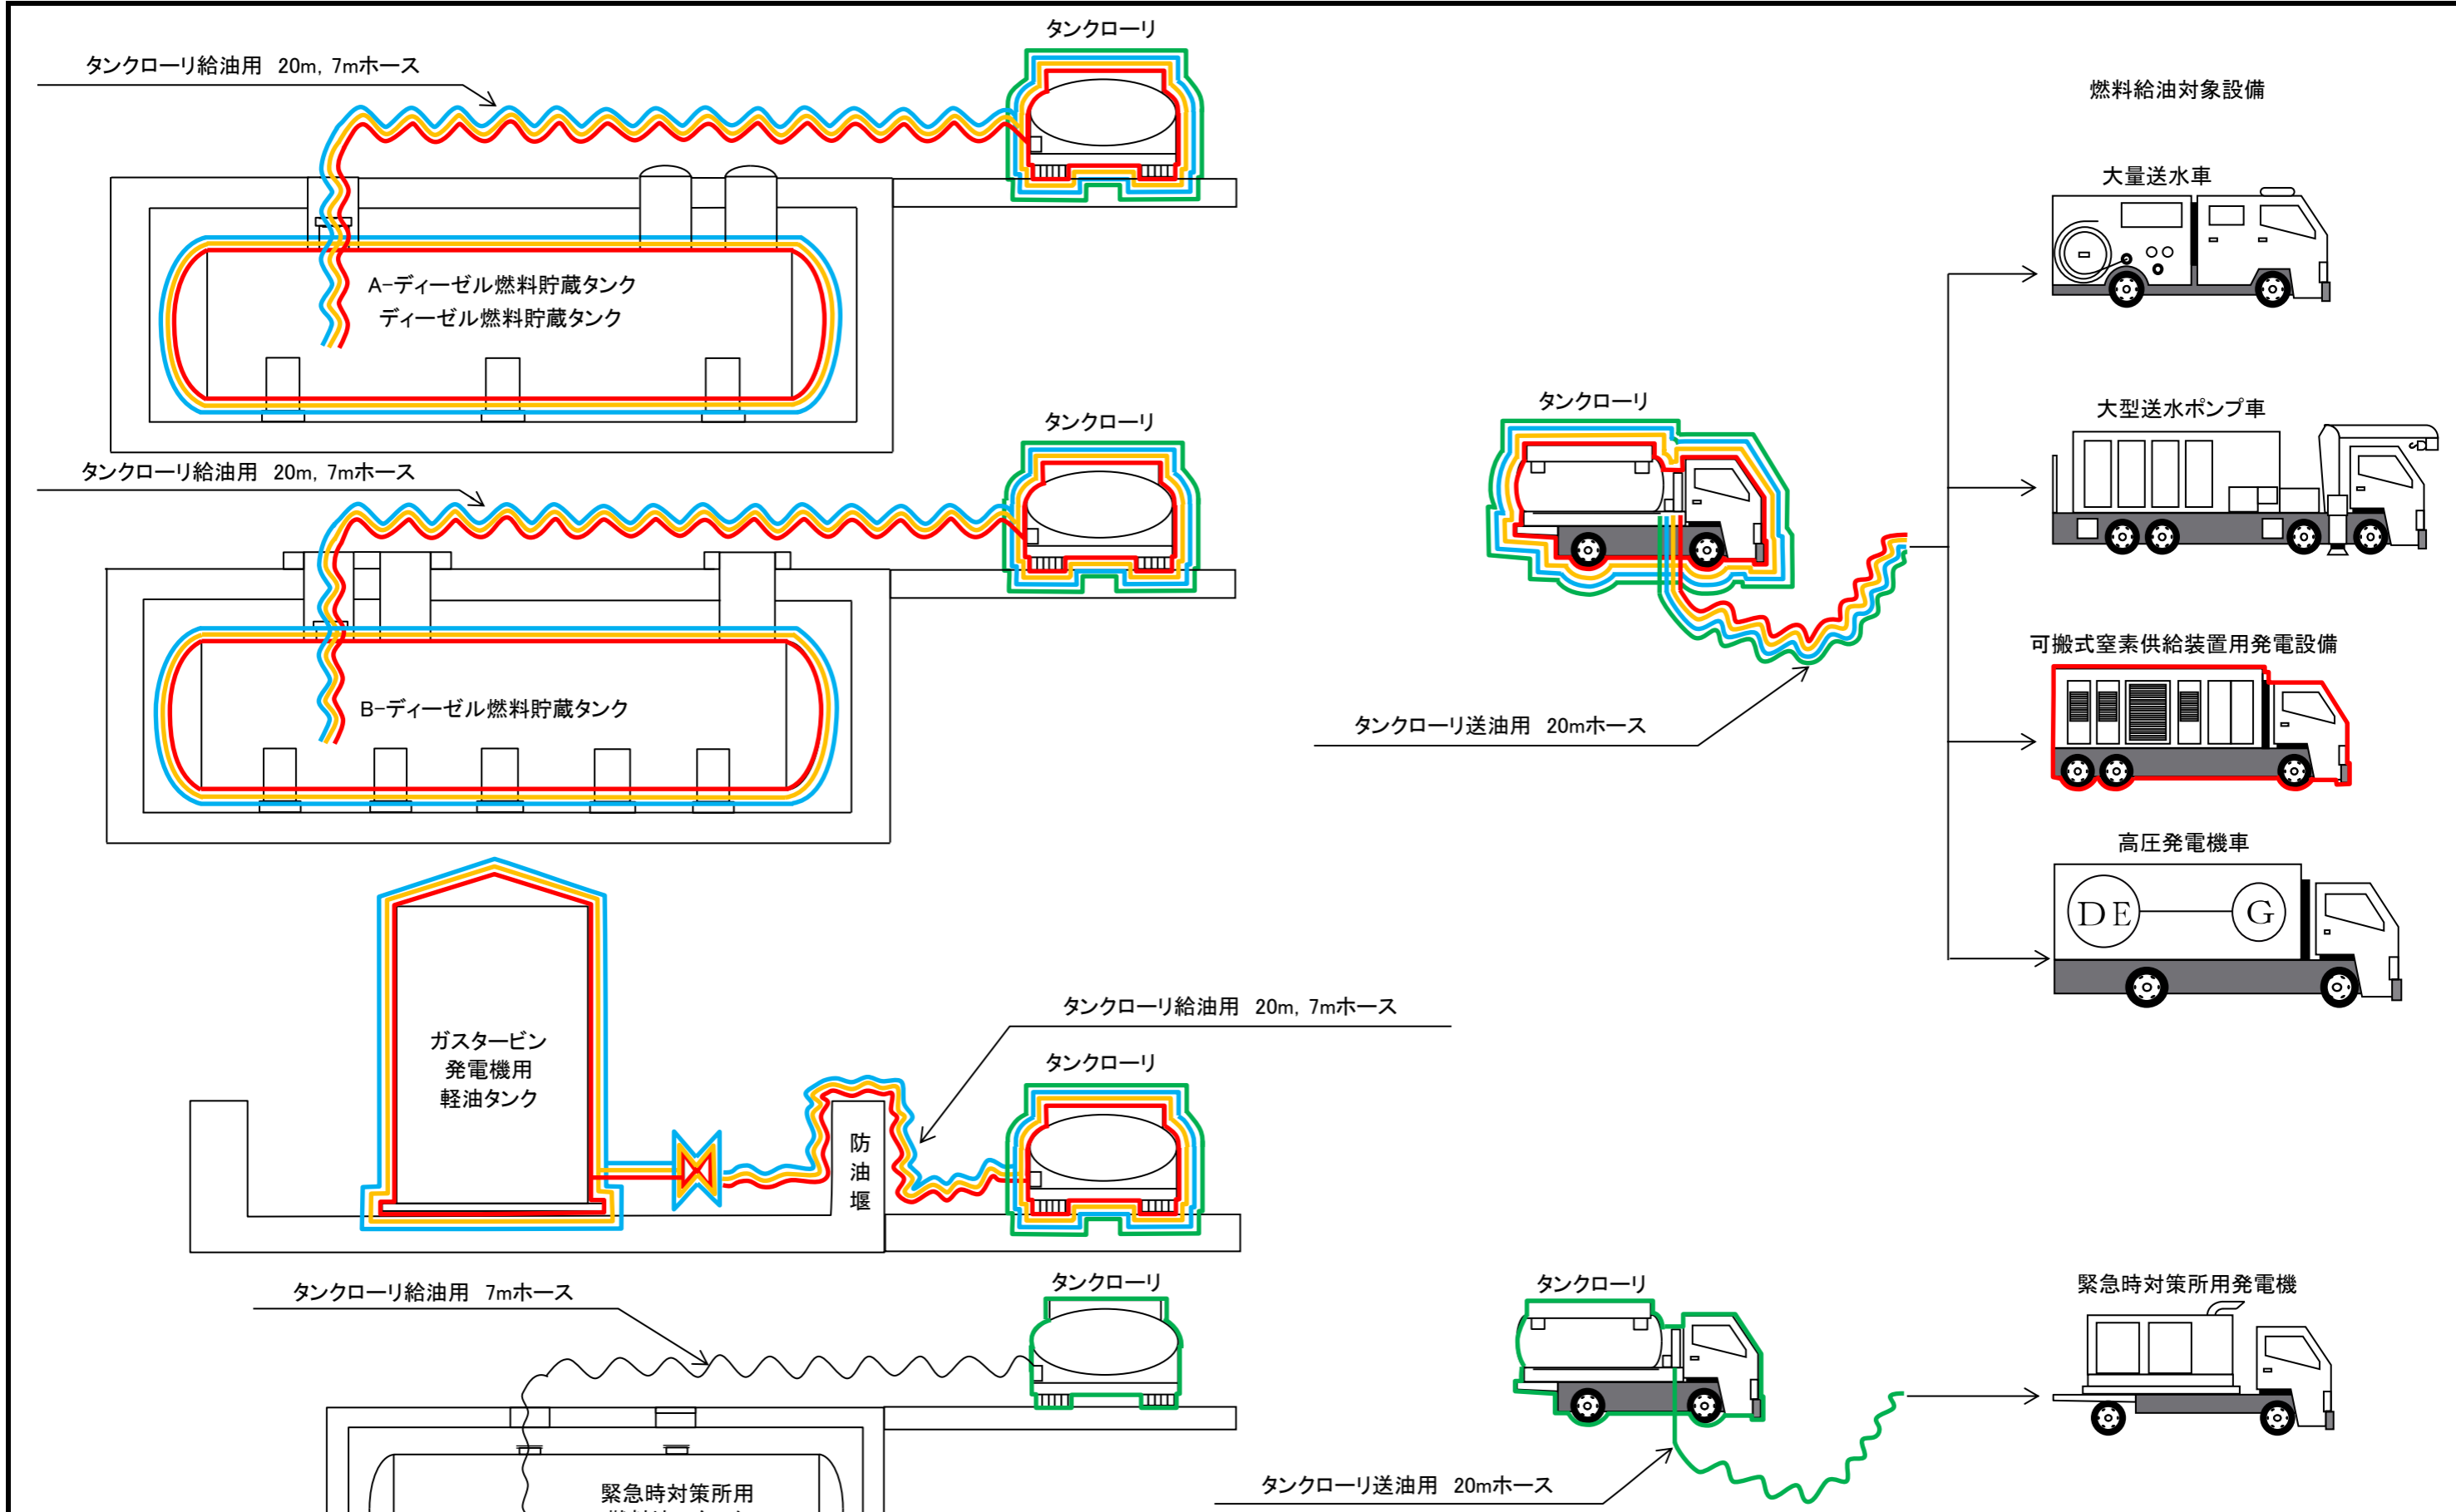 タンクローリ
タンクローリ給油用 20m, 7mホース
燃料給油対象設備
大量送水車
A-ディーゼル燃料貯蔵タンク
ディーゼル燃料貯蔵タンク
タンクローリ
タンクローリ
大型送水ポンプ車
タンクローリ給油用 20m, 7mホース
可搬式窒素供給装置用発電設備
B-ディーゼル燃料貯蔵タンク
タンクローリ送油用 20mホース
高圧発電機車
DE
G
タンクローリ給油用 20m, 7mホース
ガスタービン
発電機用
軽油タンク
タンクローリ
防
油
堰
タンクローリ
タンクローリ給油用 7mホース
タンクローリ
緊急時対策所用発電機
タンクローリ送油用 20mホース
緊急時対策所用